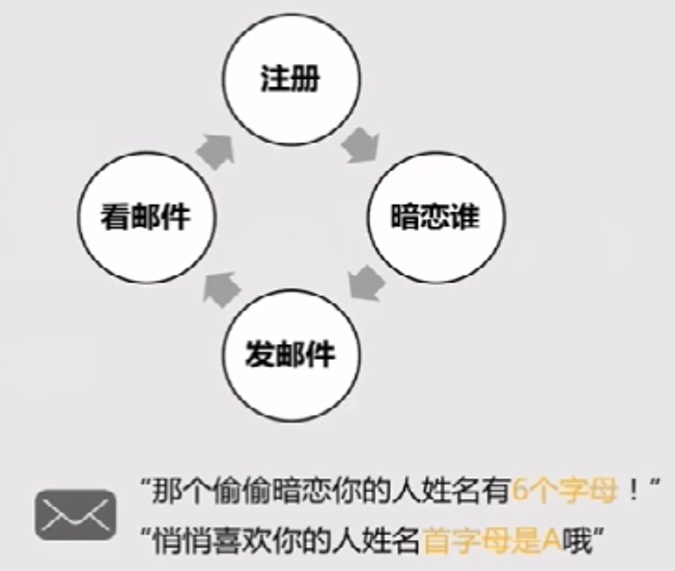 注册
看邮件
暗恋谁
发邮件
“那个偷偷暗恋你的人姓名有6个字母！”
“悄悄喜欢你的人姓名首字母是A哦”